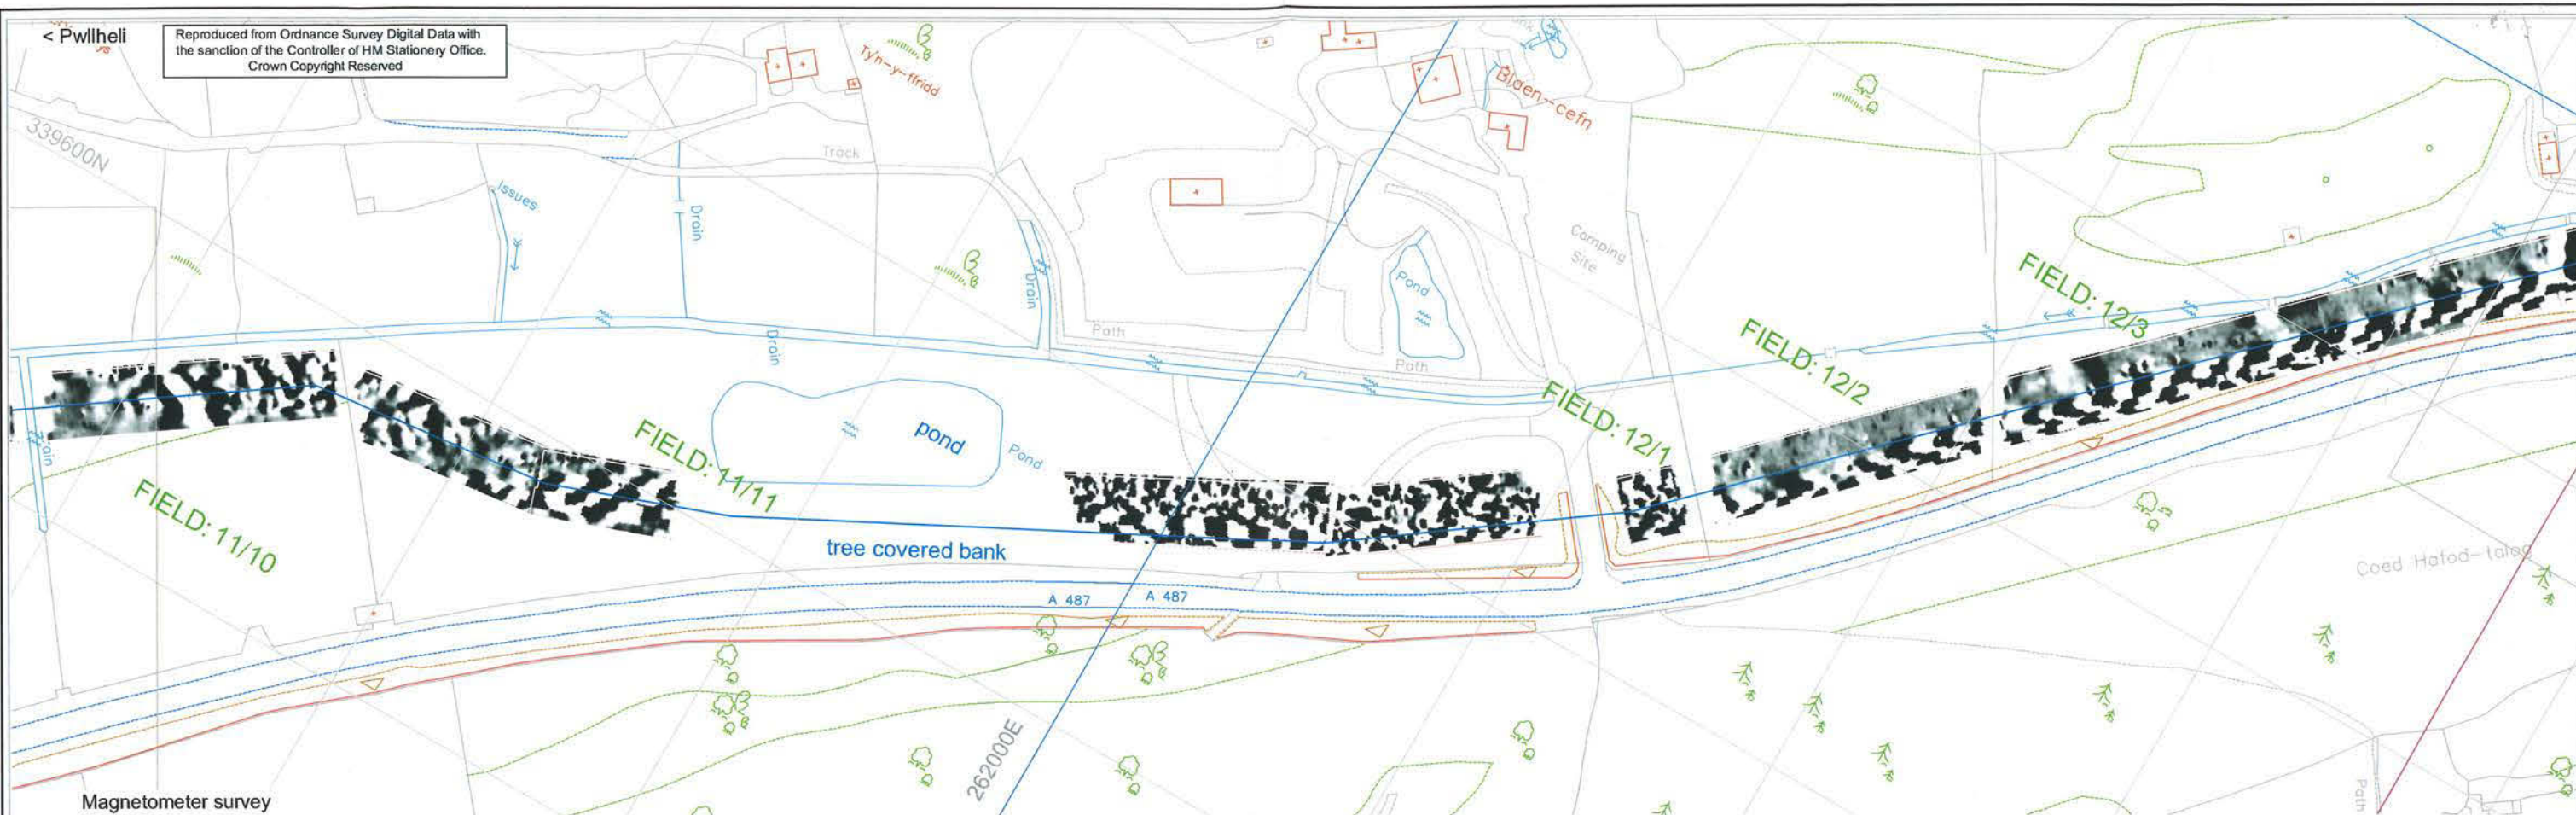 < Pwllheli
Reproduced from Ordnance Survey Digital Data with
the sanction of the Controller of HM Stationery Office.
Crown Copyright Reserved
Ty'n-y-ffridd
Blaen-cefn
339600N
Track
Issues
Drain
Drain
Camping
Site
Pond
FIELD: 12/3
Path
Drain
Path
FIELD: 12/2
FIELD: 12/1
pond
Pond
FIELD: 11/11
FIELD: 11/10
tree covered bank
Coed Hafod-talog
A 487
A 487
262000E
Path
Magnetometer survey